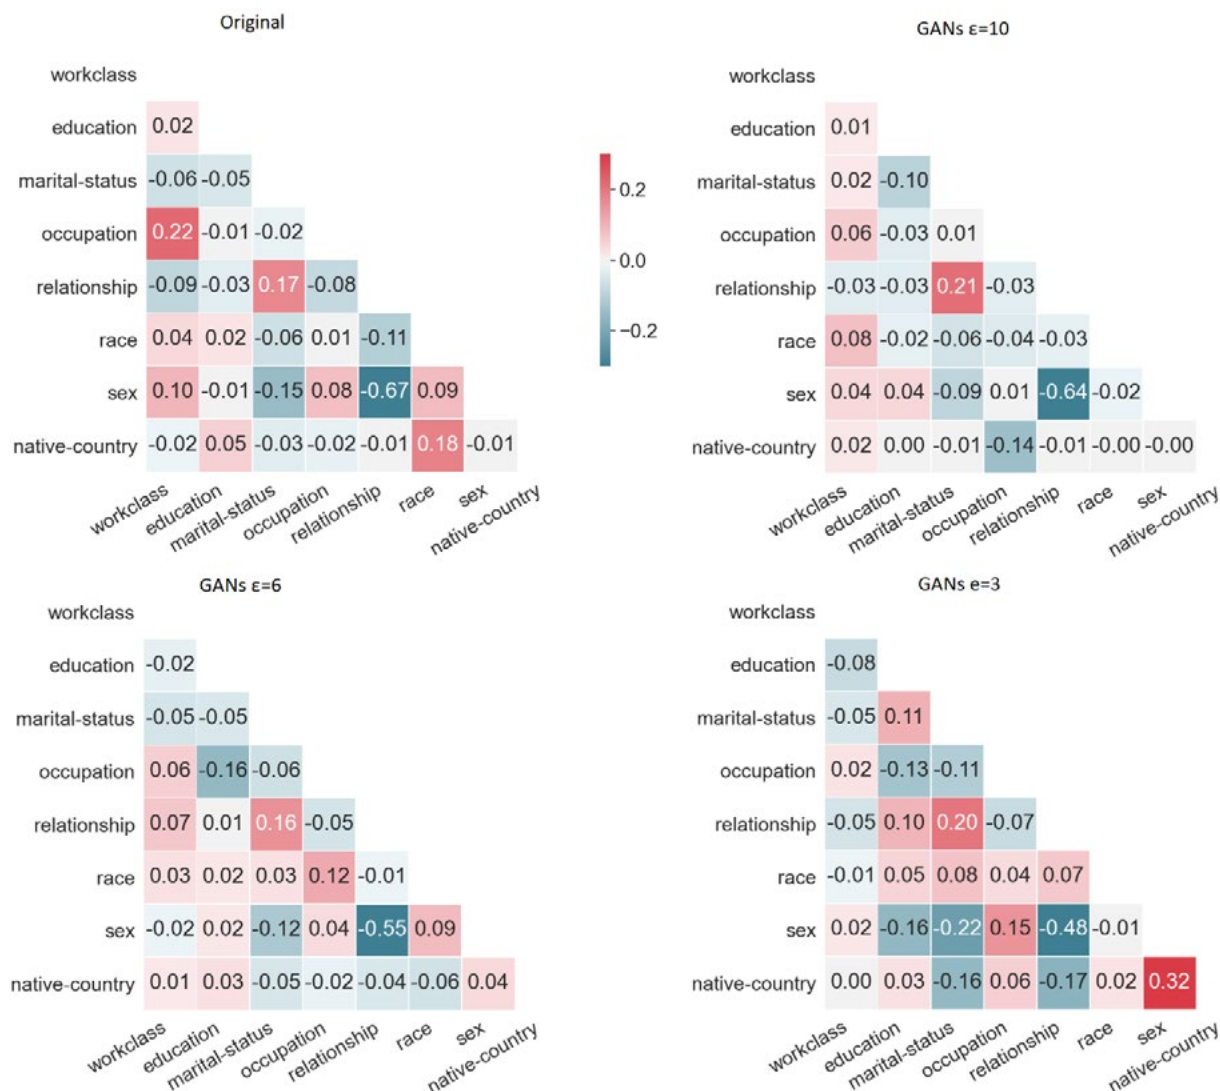 Original
workclass
education 0.02
marital-status -0.06 -0.05
occupation 0.22 -0.01 -0.02
relationship -0.09 -0.03 0.17 -0.08
race 0.04 0.02 -0.06 0.01 -0.11
sex 0.10 -0.01 -0.15 0.08 -0.67 0.09
native-country -0.02 0.05 -0.03 -0.02 -0.01 0.18 -0.01
workclass education marital-status occupation relationship race sex native-country
0.2
0.0
−0.2
GANs ε=10
workclass
education 0.01
marital-status 0.02 -0.10
occupation 0.06 -0.03 0.01
relationship -0.03 -0.03 0.21 -0.03
race 0.08 -0.02 -0.06 -0.04 -0.03
sex 0.04 0.04 -0.09 0.01 -0.64 -0.02
native-country 0.02 0.00 -0.01 -0.14 -0.01 -0.00 -0.00
workclass education marital-status occupation relationship race sex native-country
GANs ε=6
workclass
education -0.02
marital-status -0.05 -0.05
occupation 0.06 -0.16 -0.06
relationship 0.07 0.01 0.16 -0.05
race 0.03 0.02 0.03 0.12 -0.01
sex -0.02 0.02 -0.12 0.04 -0.55 0.09
native-country 0.01 0.03 -0.05 -0.02 -0.04 -0.06 0.04
workclass education marital-status occupation relationship race sex native-country
GANs e=3
workclass
education -0.08
marital-status -0.05 0.11
occupation 0.02 -0.13 -0.11
relationship -0.05 0.10 0.20 -0.07
race -0.01 0.05 0.08 0.04 0.07
sex 0.02 -0.16 -0.22 0.15 -0.48 -0.01
native-country 0.00 0.03 -0.16 0.06 -0.17 0.02 0.32
workclass education marital-status occupation relationship race sex native-country